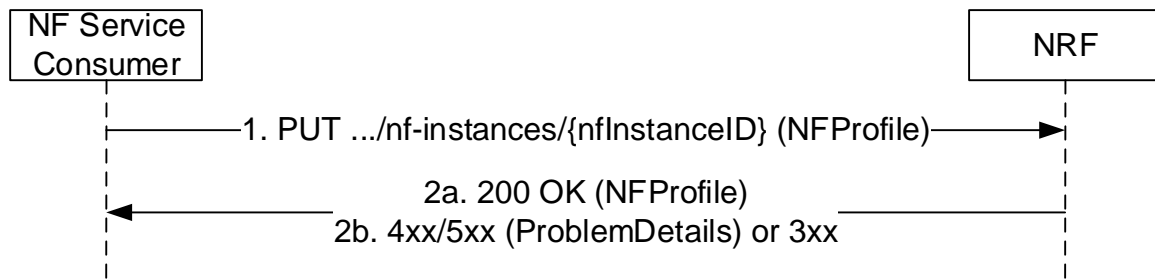 NF Service
Consumer
NRF
1. PUT .../nf-instances/{nfInstanceID} (NFProfile)
2a. 200 OK (NFProfile)
2b. 4xx/5xx (ProblemDetails) or 3xx